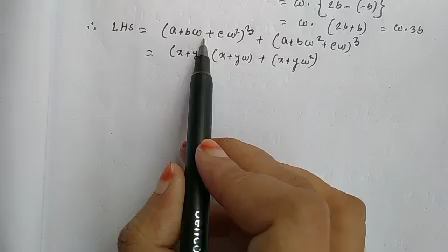 = ω. {2b - (-b)}
= ω. (2b + b) = ω. 3b
∴ LHS = (a+bω+cω²)³ + (a+bω²+cω)³
= (x+y) (x+yω) + (x+yω²)